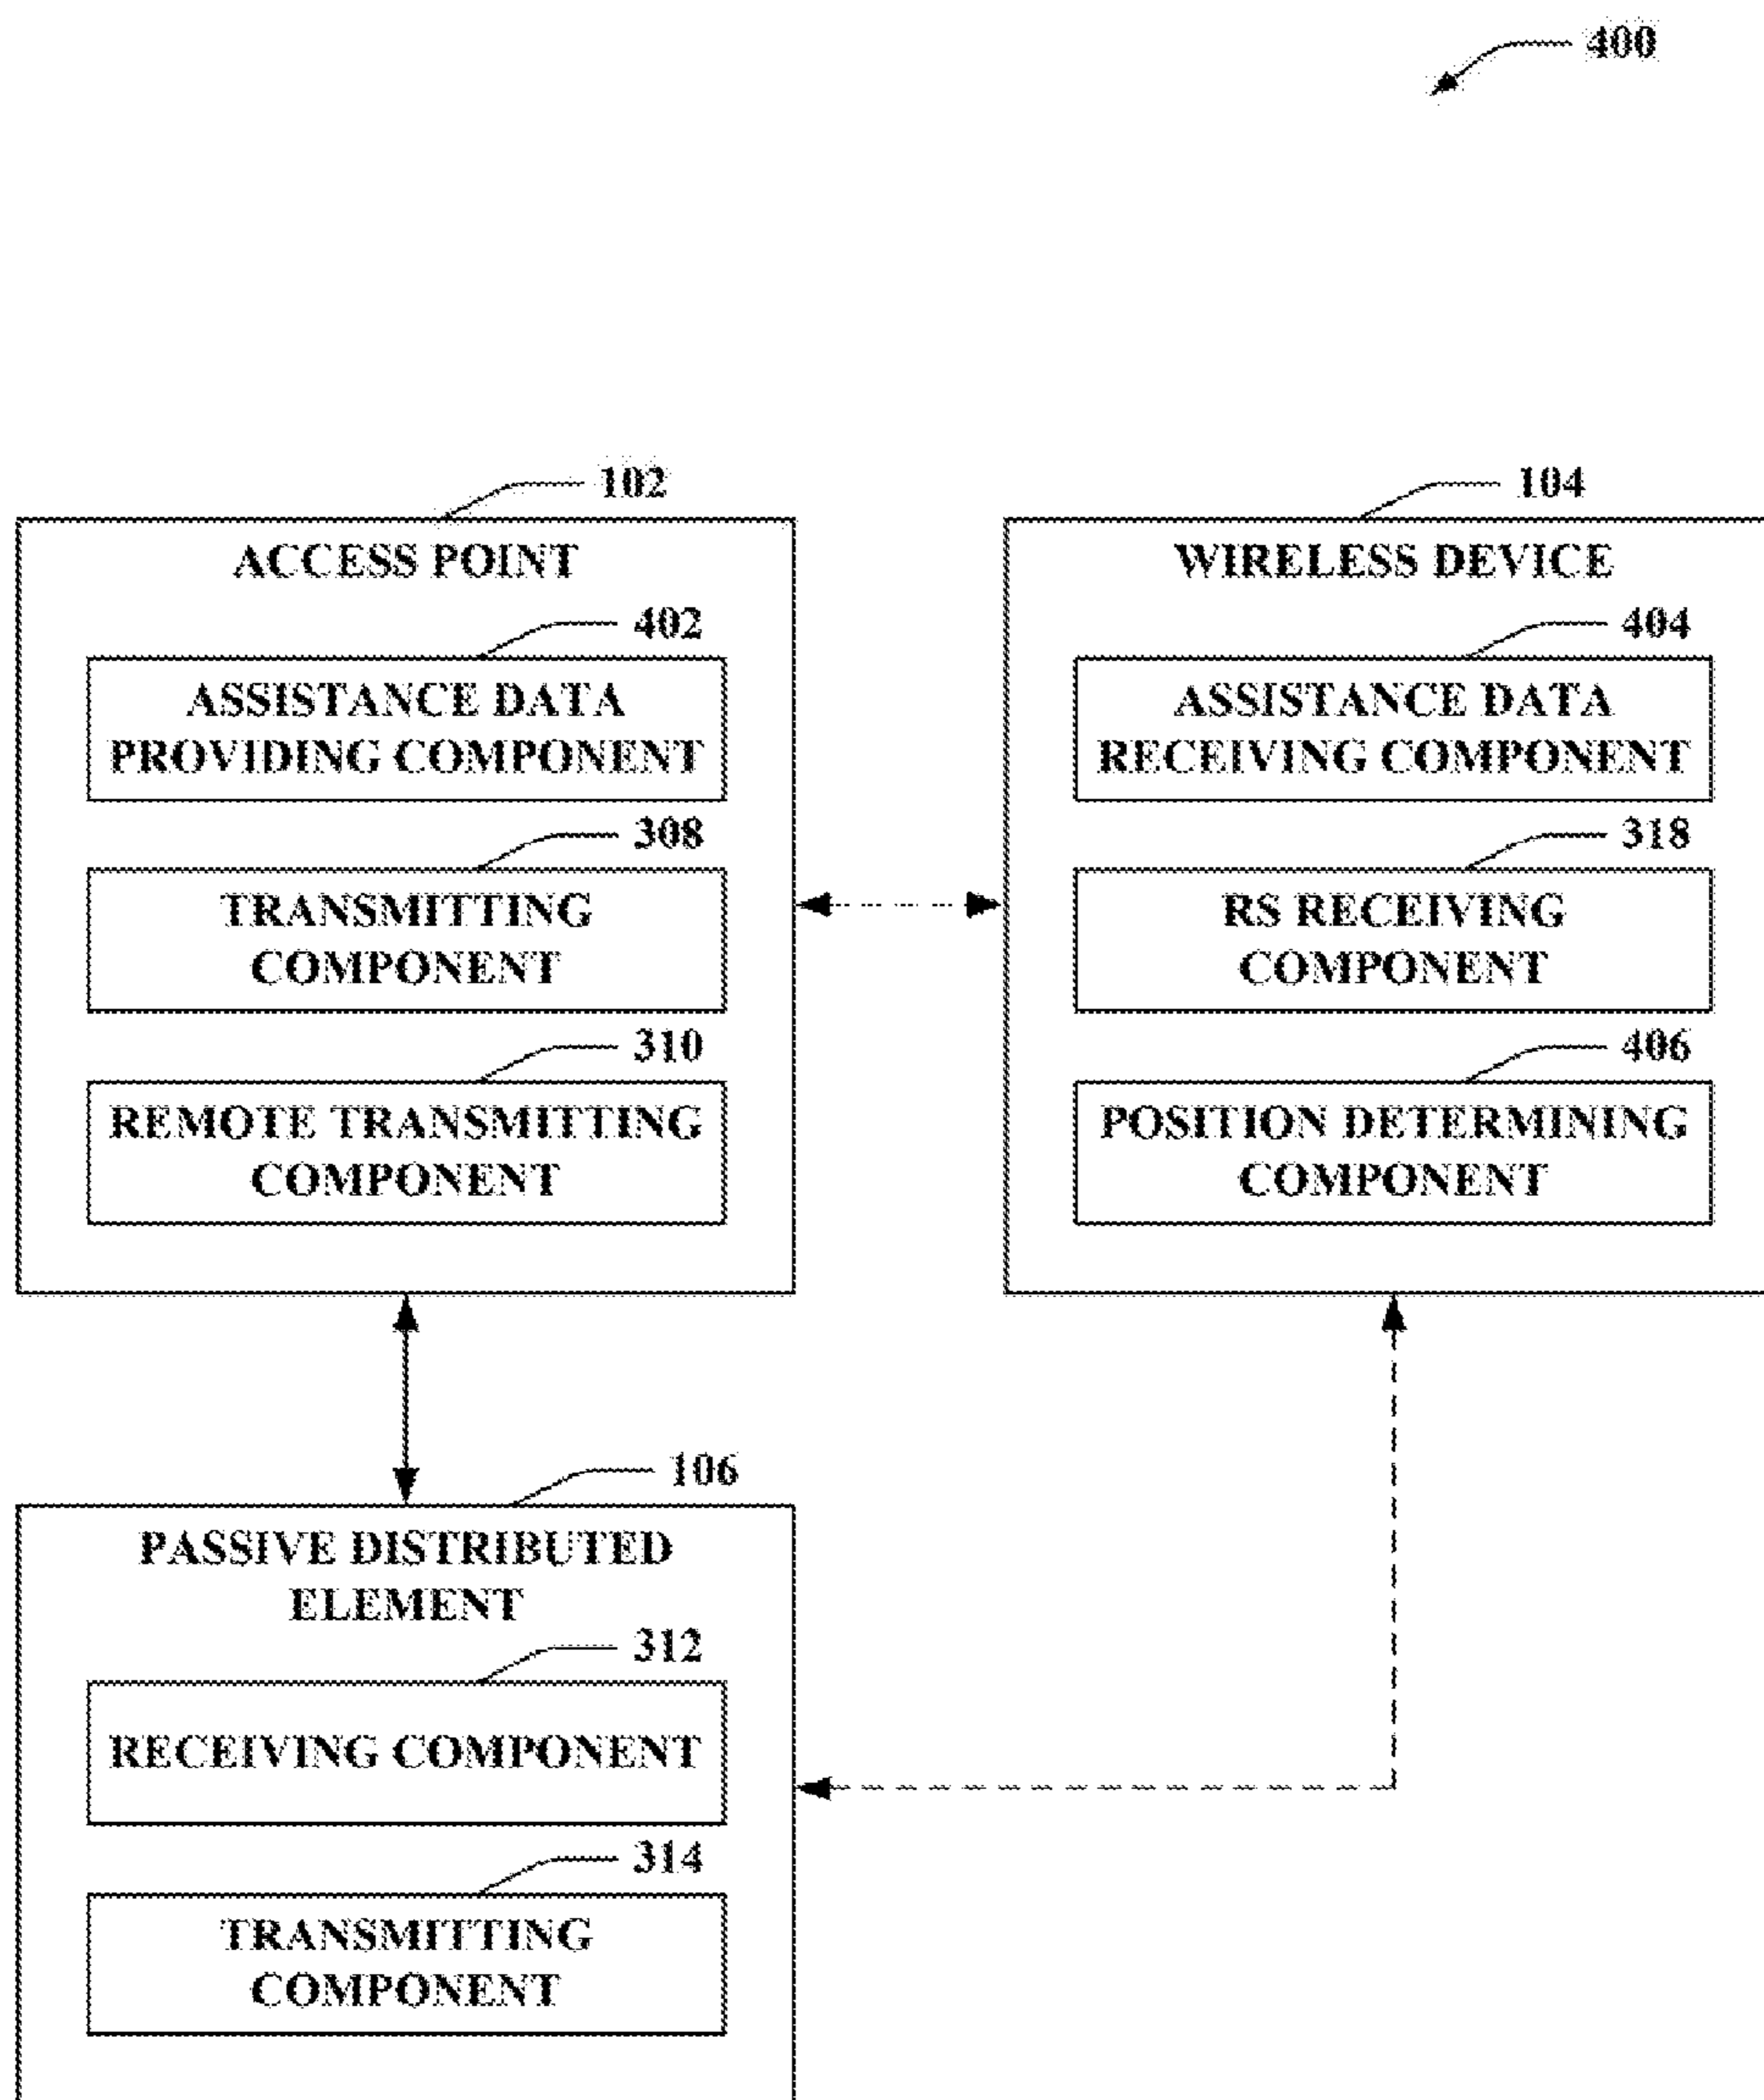 400
102
ACCESS POINT
402
ASSISTANCE DATA
PROVIDING COMPONENT
308
TRANSMITTING
COMPONENT
310
REMOTE TRANSMITTING
COMPONENT
104
WIRELESS DEVICE
404
ASSISTANCE DATA
RECEIVING COMPONENT
318
RS RECEIVING
COMPONENT
406
POSITION DETERMINING
COMPONENT
106
PASSIVE DISTRIBUTED
ELEMENT
312
RECEIVING COMPONENT
314
TRANSMITTING
COMPONENT